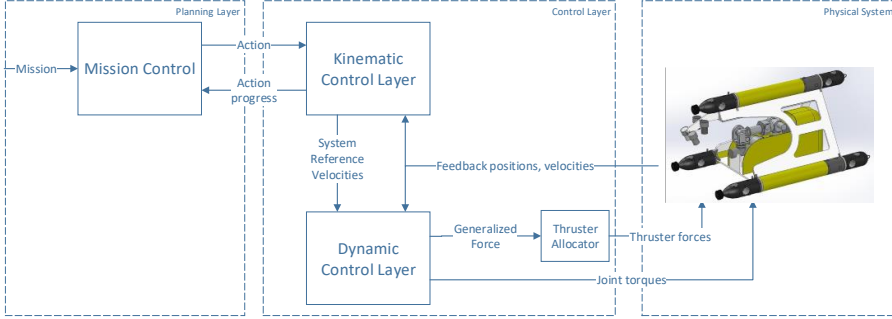 Planning Layer
Control Layer
Physical System
Mission
Mission Control
Action
Action
progress
Kinematic
Control Layer
System
Reference
Velocities
Feedback positions, velocities
Dynamic
Control Layer
Generalized
Force
Thruster
Allocator
Thruster forces
Joint torques